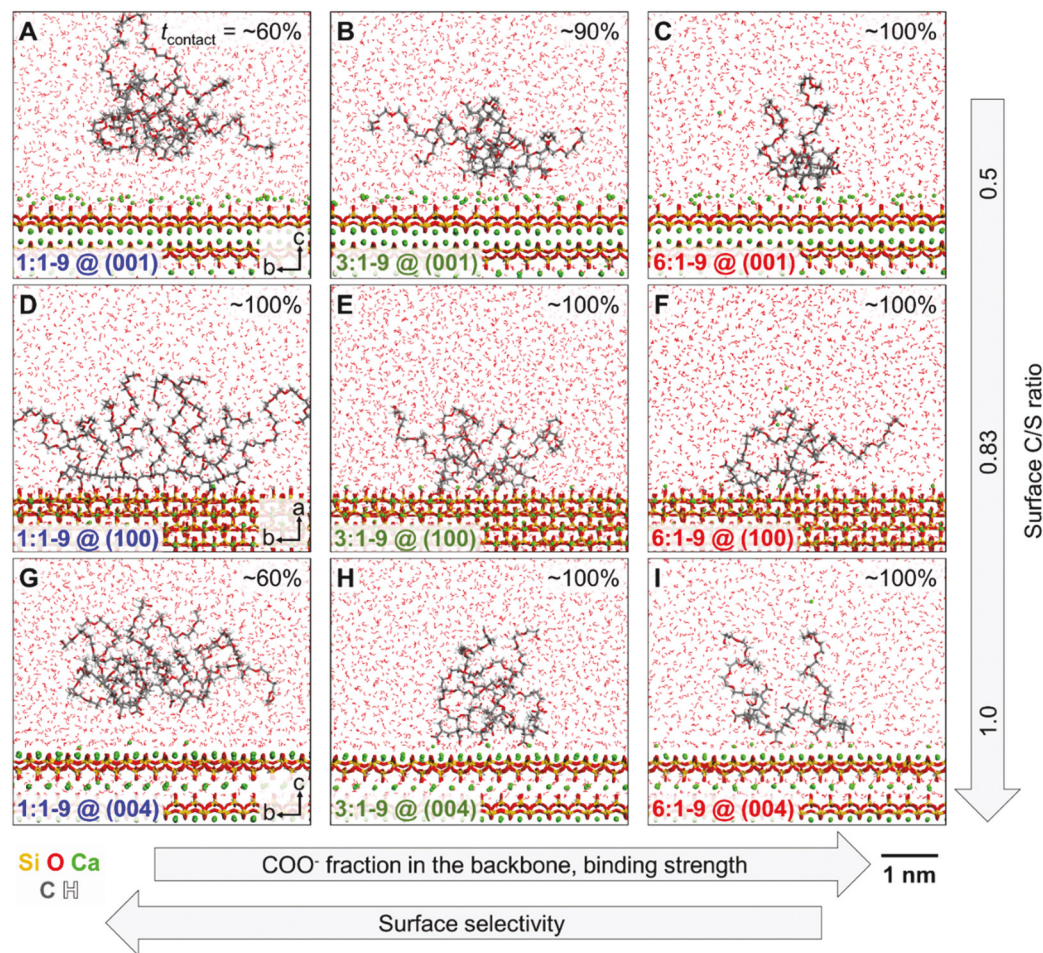 A
t contact = ~60%
B
~90%
C
~100%
1:1-9 @ (001)
c
b
3:1-9 @ (001)
6:1-9 @ (001)
0.5
D
~100%
E
~100%
F
~100%
1:1-9 @ (100)
a
b
3:1-9 @ (100)
6:1-9 @ (100)
0.83
Surface C/S ratio
G
~60%
H
~100%
I
~100%
1:1-9 @ (004)
c
b
3:1-9 @ (004)
6:1-9 @ (004)
1.0
Si O Ca
C H
COO⁻ fraction in the backbone, binding strength
1 nm
Surface selectivity